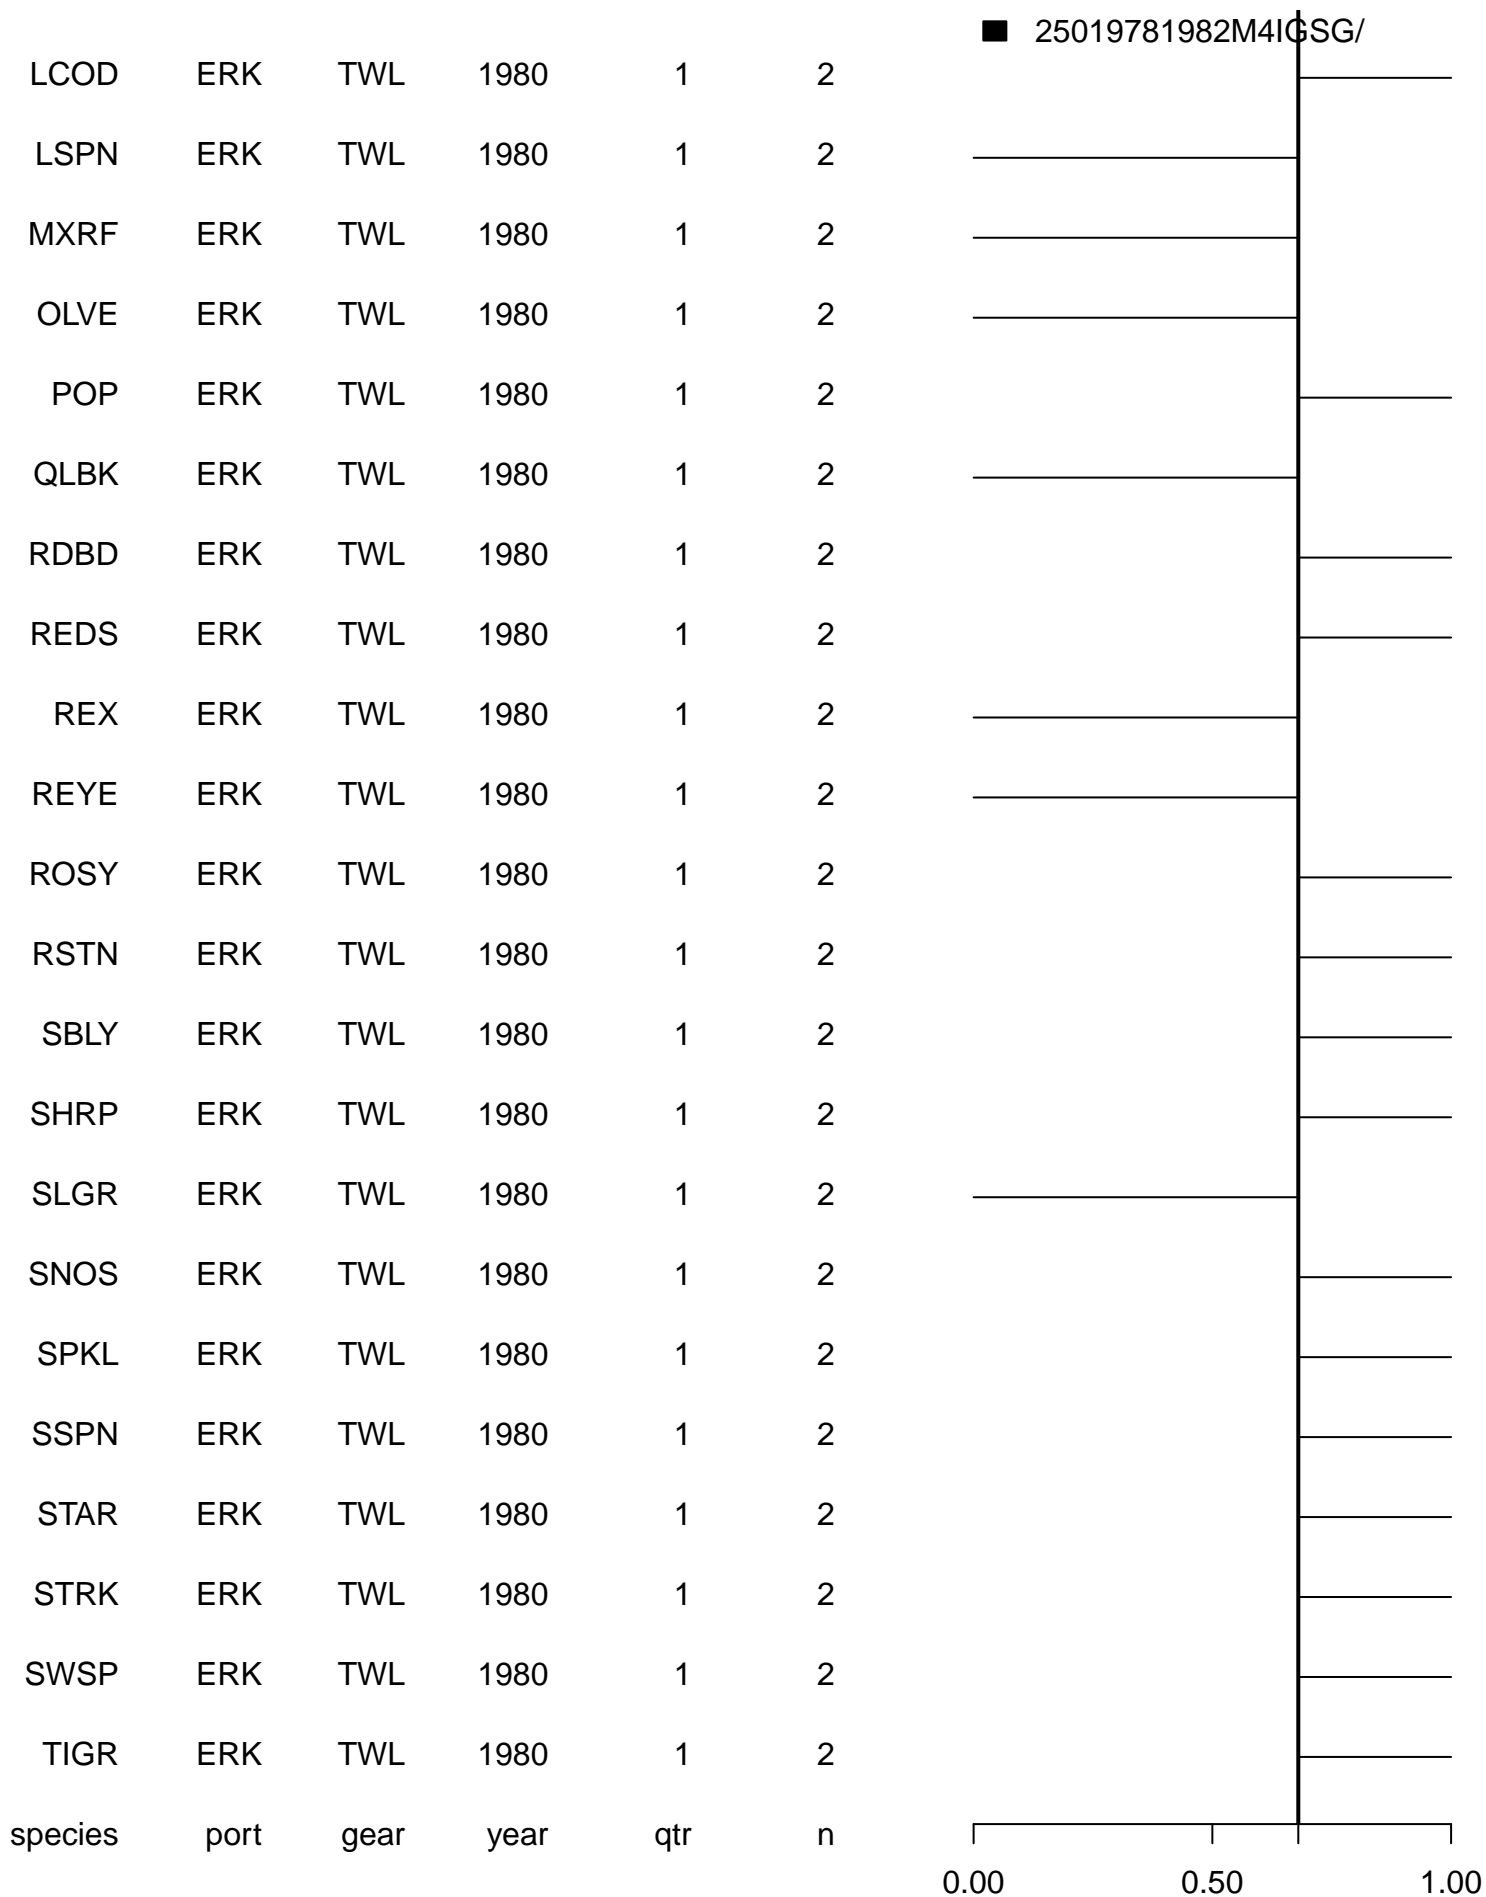 25019781982M4IGSG/
LCOD ERK TWL 1980 1 2
LSPN ERK TWL 1980 1 2
MXRF ERK TWL 1980 1 2
OLVE ERK TWL 1980 1 2
POP ERK TWL 1980 1 2
QLBK ERK TWL 1980 1 2
RDBD ERK TWL 1980 1 2
REDS ERK TWL 1980 1 2
REX ERK TWL 1980 1 2
REYE ERK TWL 1980 1 2
ROSY ERK TWL 1980 1 2
RSTN ERK TWL 1980 1 2
SBLY ERK TWL 1980 1 2
SHRP ERK TWL 1980 1 2
SLGR ERK TWL 1980 1 2
SNOS ERK TWL 1980 1 2
SPKL ERK TWL 1980 1 2
SSPN ERK TWL 1980 1 2
STAR ERK TWL 1980 1 2
STRK ERK TWL 1980 1 2
SWSP ERK TWL 1980 1 2
TIGR ERK TWL 1980 1 2
species port gear year qtr n
0.00 0.50 1.00